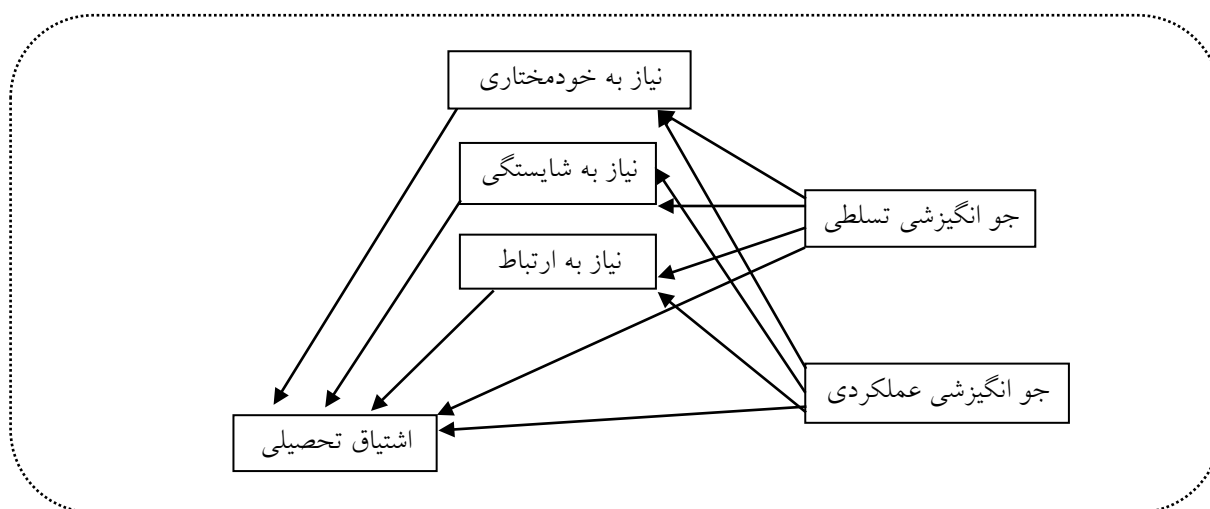 نیاز به خودمختاری
نیاز به شایستگی
جو انگیزشی تسلطی
نیاز به ارتباط
جو انگیزشی عملکردی
اشتیاق تحصیلی